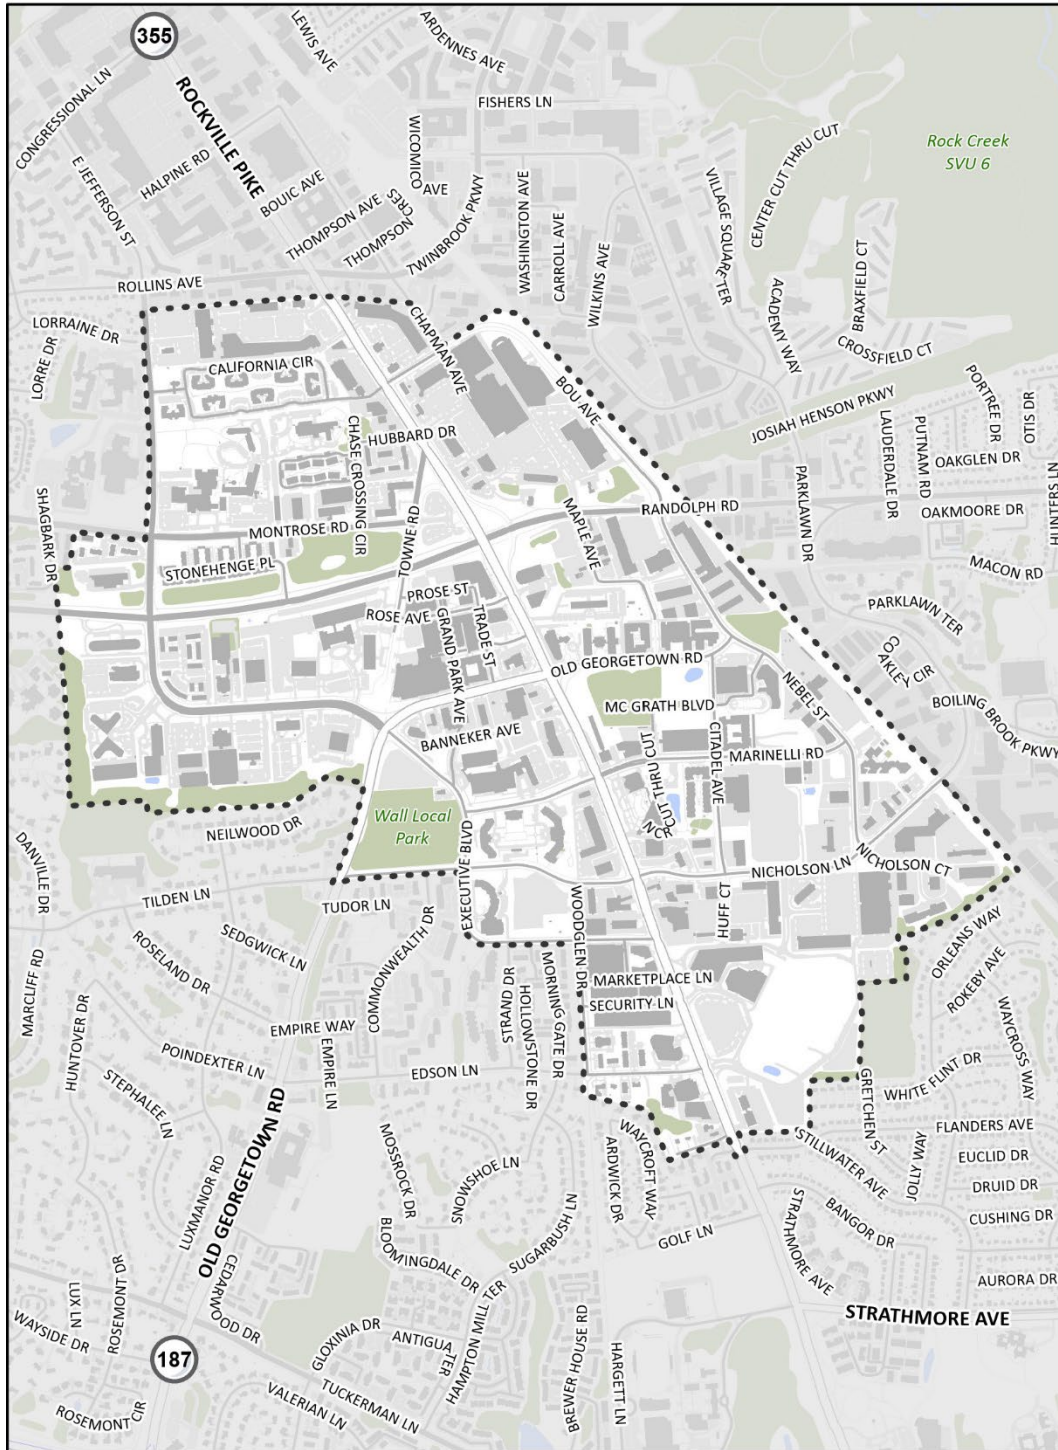 355
LEWIS AVE
ARDENNES AVE
CONGRESSIONAL LN
ROCKVILLE PIKE
FISHERS LN
Rock Creek
SVU 6
E JEFFERSON ST
HALPINE RD
BOUIC AVE
WICOMICO
AVE
THOMPSON AVE
THOMPSON
CRES
TWINBROOK PKWY
WASHINGTON AVE
CARROLL AVE
WILKINS AVE
VILLAGE SQUARE TER
CENTER CUT THRU CUT
ACADEMY WAY
BRAXFIELD CT
CROSSFIELD CT
ROLLINS AVE
LORRAINE DR
LORRE DR
CALIFORNIA CIR
CHAPMAN AVE
BOU AVE
JOSIAH HENSON PKWY
PORTREE DR
OTIS DR
LAUDERDALE DR
PUTNAM RD
OAKGLEN DR
CHASE CROSSING CIR
HUBBARD DR
SHAGBARK DR
MONTROSE RD
TOWNE RD
MAPLE AVE
RANDOLPH RD
PARKLAWN DR
OAKMOORE DR
HUNTERS LN
MACON RD
STONEHENGE PL
PROSE ST
ROSE AVE
GRAND PARK AVE
TRADE ST
PARKLAWN TER
COAKLEY CIR
OLD GEORGETOWN RD
MC GRATH BLVD
NEBEL ST
BOILING BROOK PKWY
BANNEKER AVE
CUT THRU CUT
CITADEL AVE
MARINELLI RD
Wall Local
Park
NEILWOOD DR
EXECUTIVE BLVD
NCR
DANVILLE DR
TILDEN LN
TUDOR LN
NICHOLSON LN
NICHOLSON CT
HUFF CT
WOODGLEN DR
SEDGWICK LN
ROSELAND DR
COMMONWEALTH DR
MARCLIFF RD
ORLEANS WAY
ROKEBY AVE
MARKETPLACE LN
SECURITY LN
STRAND DR
HOLLOWSTONE DR
MORNING GATE DR
WAYCROSS WAY
HUNTOVER DR
EMPIRE WAY
EMPIRE LN
POINDEXTER LN
EDSON LN
STEPHALEE LN
WHITE FLINT DR
GRETCHEN ST
FLANDERS AVE
EUCLID DR
JOLLY WAY
DRUID DR
STILLWATER AVE
BANGOR DR
CUSHING DR
MOSSROCK DR
SNOWSHOE LN
ARDWICK DR
WAYCROFT WAY
LUXMANOR RD
OLD GEORGETOWN RD
GOLF LN
STRATHMORE AVE
SUGARBUSH LN
BLOOMINGDALE DR
AURORA DR
STRATHMORE AVE
CEDARWOOD DR
LUX LN
ROSEMONT DR
WAYSIDE DR
HAMPTON MILL TER
GLOXINIA DR
ANTIGUA
TER
187
BREWER HOUSE RD
HARGETT LN
TUCKERMAN LN
VALERIAN LN
ROSEMONT CIR